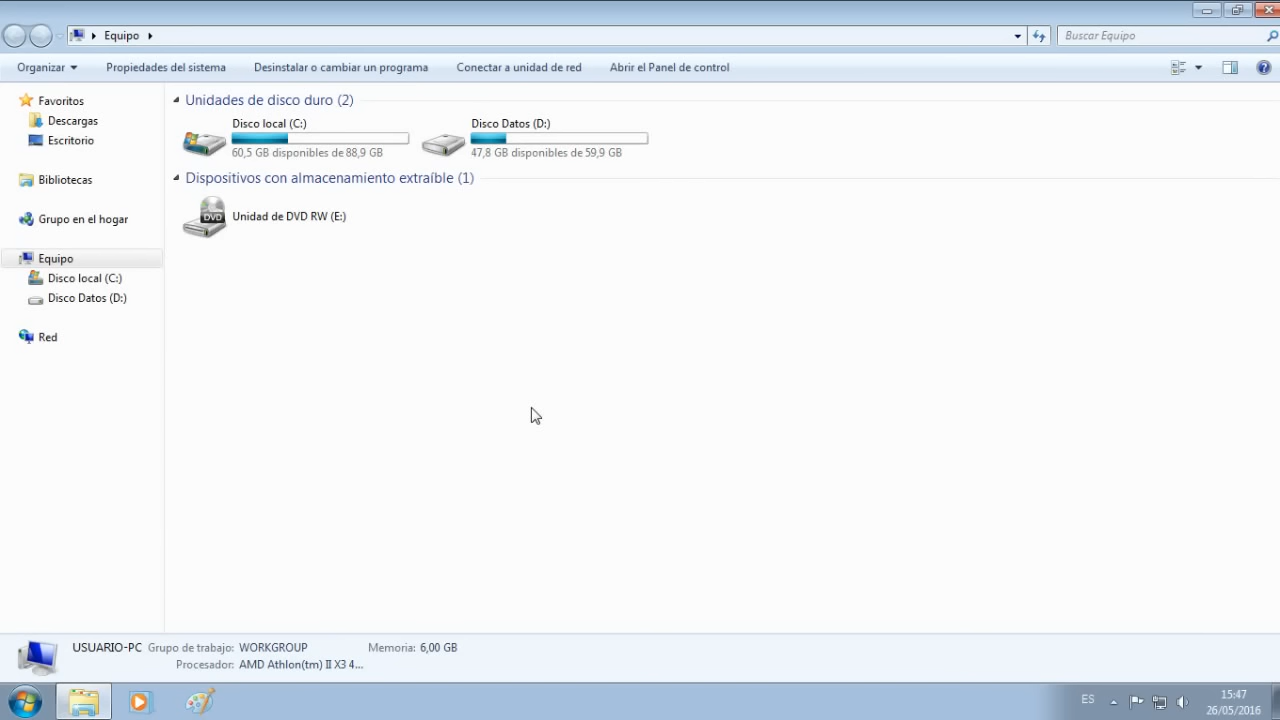 Equipo
Buscar Equipo
Organizar
Propiedades del sistema
Desinstalar o cambiar un programa
Conectar a unidad de red
Abrir el Panel de control
Favoritos
Descargas
Escritorio
Bibliotecas
Grupo en el hogar
Equipo
Disco local (C:)
Disco Datos (D:)
Red
Unidades de disco duro (2)
Disco local (C:)
60,5 GB disponibles de 88,9 GB
Disco Datos (D:)
47,8 GB disponibles de 59,9 GB
Dispositivos con almacenamiento extraíble (1)
DVD
Unidad de DVD RW (E:)
USUARIO-PC Grupo de trabajo: WORKGROUP Memoria: 6,00 GB
Procesador: AMD Athlon(tm) II X3 4...
ES
15:47
26/05/2016